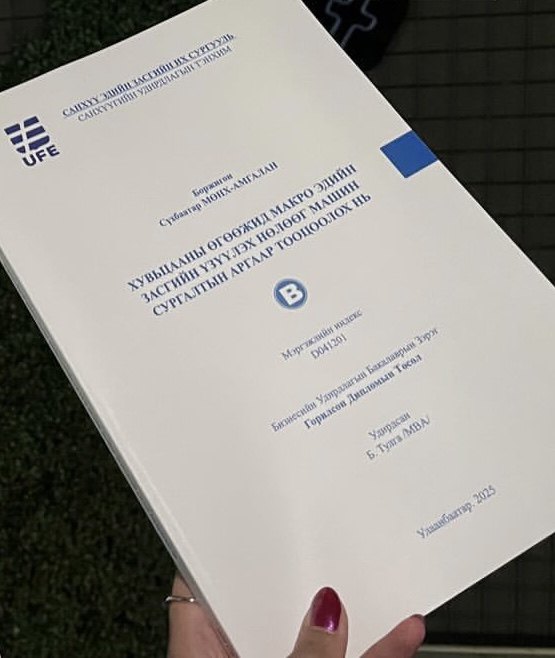 САНХҮҮ ЭДИЙН ЗАСГИЙН ИХ СУРГУУЛЬ
САНХҮҮГИЙН УДИРДЛАГЫН ТЭНХИМ
UFE
Боржигон
Сүхбаатар МӨНХ-АМГАЛАН
ХУВЬЦААНЫ ӨГӨӨЖИД МАКРО ЭДИЙН
ЗАСГИЙН ҮЗҮҮЛЭХ НӨЛӨӨГ МАШИН
СУРГАЛТЫН АРГААР ТООЦООЛОХ НЬ
B
Мэргэжлийн индекс
D041201
Бизнесийн Удирдлагын Бакалаврын Зэрэг
Горилсон Дипломын Төсөл
Удирдсан
Б. Тулга /MBA/
Улаанбаатар. 2025